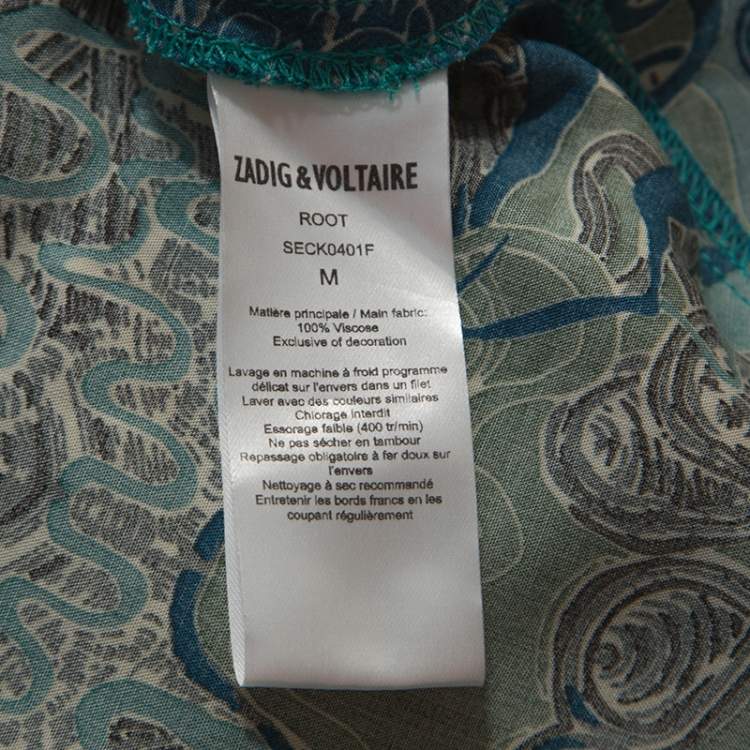 ZADIG & VOLTAIRE
ROOT
SECK0401F
M
Matière principale / Main fabric:
100% Viscose
Exclusive of decoration
Lavage en machine à froid programme
délicat sur l'envers dans un filet
Laver avec des couleurs similaires
Chlorage interdit
Essorage faible (400 tr/min)
Ne pas sécher en tambour
Repassage obligatoire à fer doux sur
l'envers
Nettoyage à sec recommandé
Entretenir les bords francs en les
coupant régulièrement